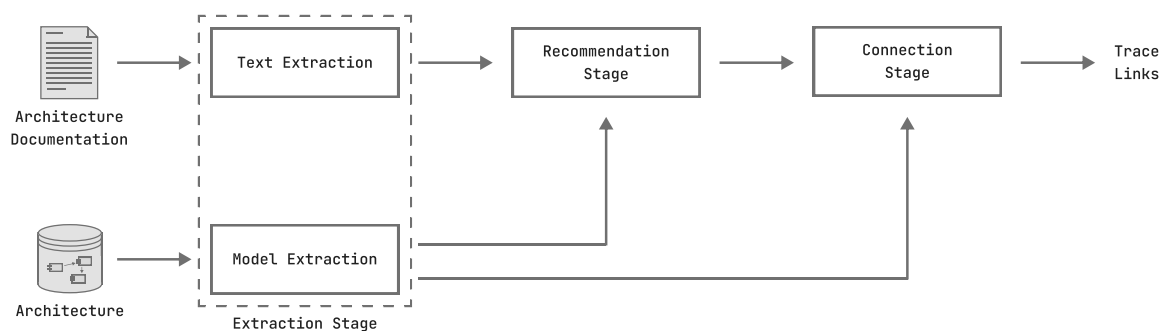 Architecture
Documentation
Text Extraction
Recommendation
Stage
Connection
Stage
Trace
Links
Architecture
Model Extraction
Extraction Stage